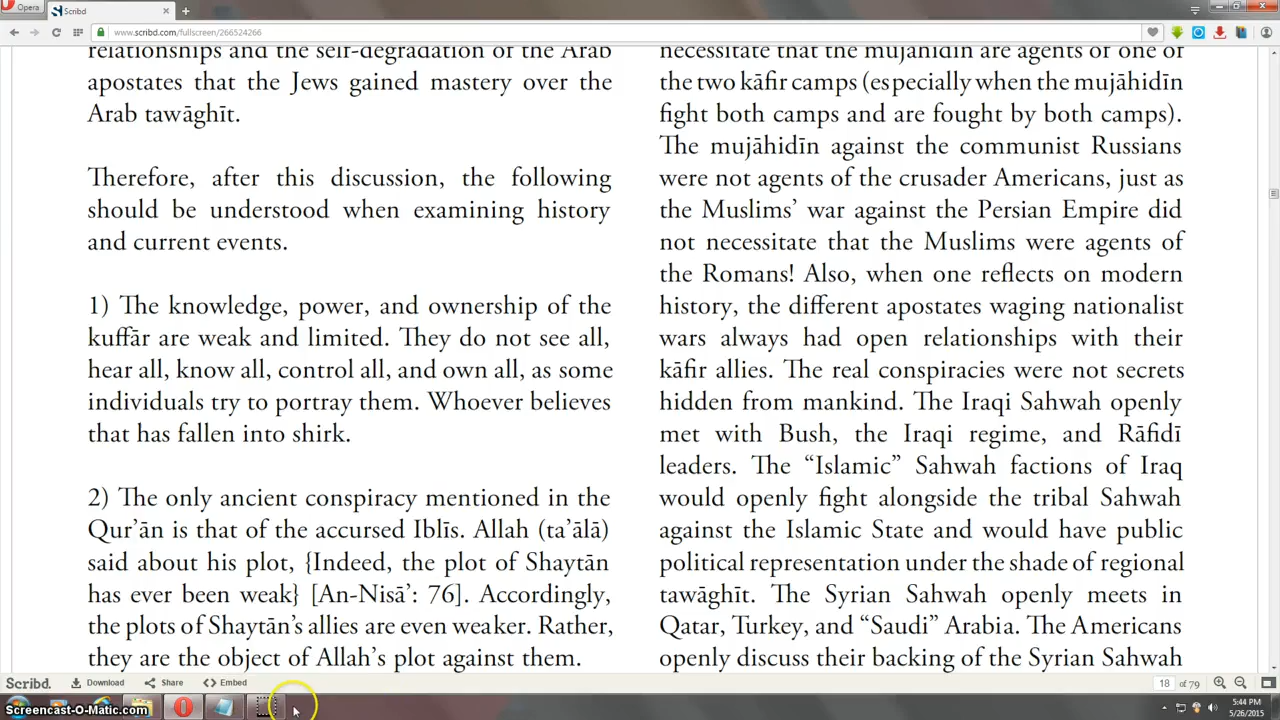 Opera
Scribd
www.scribd.com/fullscreen/266524266
relationships and the self-degradation of the Arab
apostates that the Jews gained mastery over the
Arab tawāghīt.
Therefore, after this discussion, the following
should be understood when examining history
and current events.
1) The knowledge, power, and ownership of the
kuffār are weak and limited. They do not see all,
hear all, know all, control all, and own all, as some
individuals try to portray them. Whoever believes
that has fallen into shirk.
2) The only ancient conspiracy mentioned in the
Qur’ān is that of the accursed Iblīs. Allah (ta’ālā)
said about his plot, {Indeed, the plot of Shaytān
has ever been weak} [An-Nisā’: 76]. Accordingly,
the plots of Shaytān’s allies are even weaker. Rather,
they are the object of Allah’s plot against them.
necessitate that the mujāhidīn are agents of one of
the two kāfir camps (especially when the mujāhidīn
fight both camps and are fought by both camps).
The mujāhidīn against the communist Russians
were not agents of the crusader Americans, just as
the Muslims’ war against the Persian Empire did
not necessitate that the Muslims were agents of
the Romans! Also, when one reflects on modern
history, the different apostates waging nationalist
wars always had open relationships with their
kāfir allies. The real conspiracies were not secrets
hidden from mankind. The Iraqi Sahwah openly
met with Bush, the Iraqi regime, and Rāfidī
leaders. The “Islamic” Sahwah factions of Iraq
would openly fight alongside the tribal Sahwah
against the Islamic State and would have public
political representation under the shade of regional
tawāghīt. The Syrian Sahwah openly meets in
Qatar, Turkey, and “Saudi” Arabia. The Americans
openly discuss their backing of the Syrian Sahwah
Scribd. Download Share <> Embed 18 of 79
Screencast-O-Matic.com
5:44 PM
5/26/2015